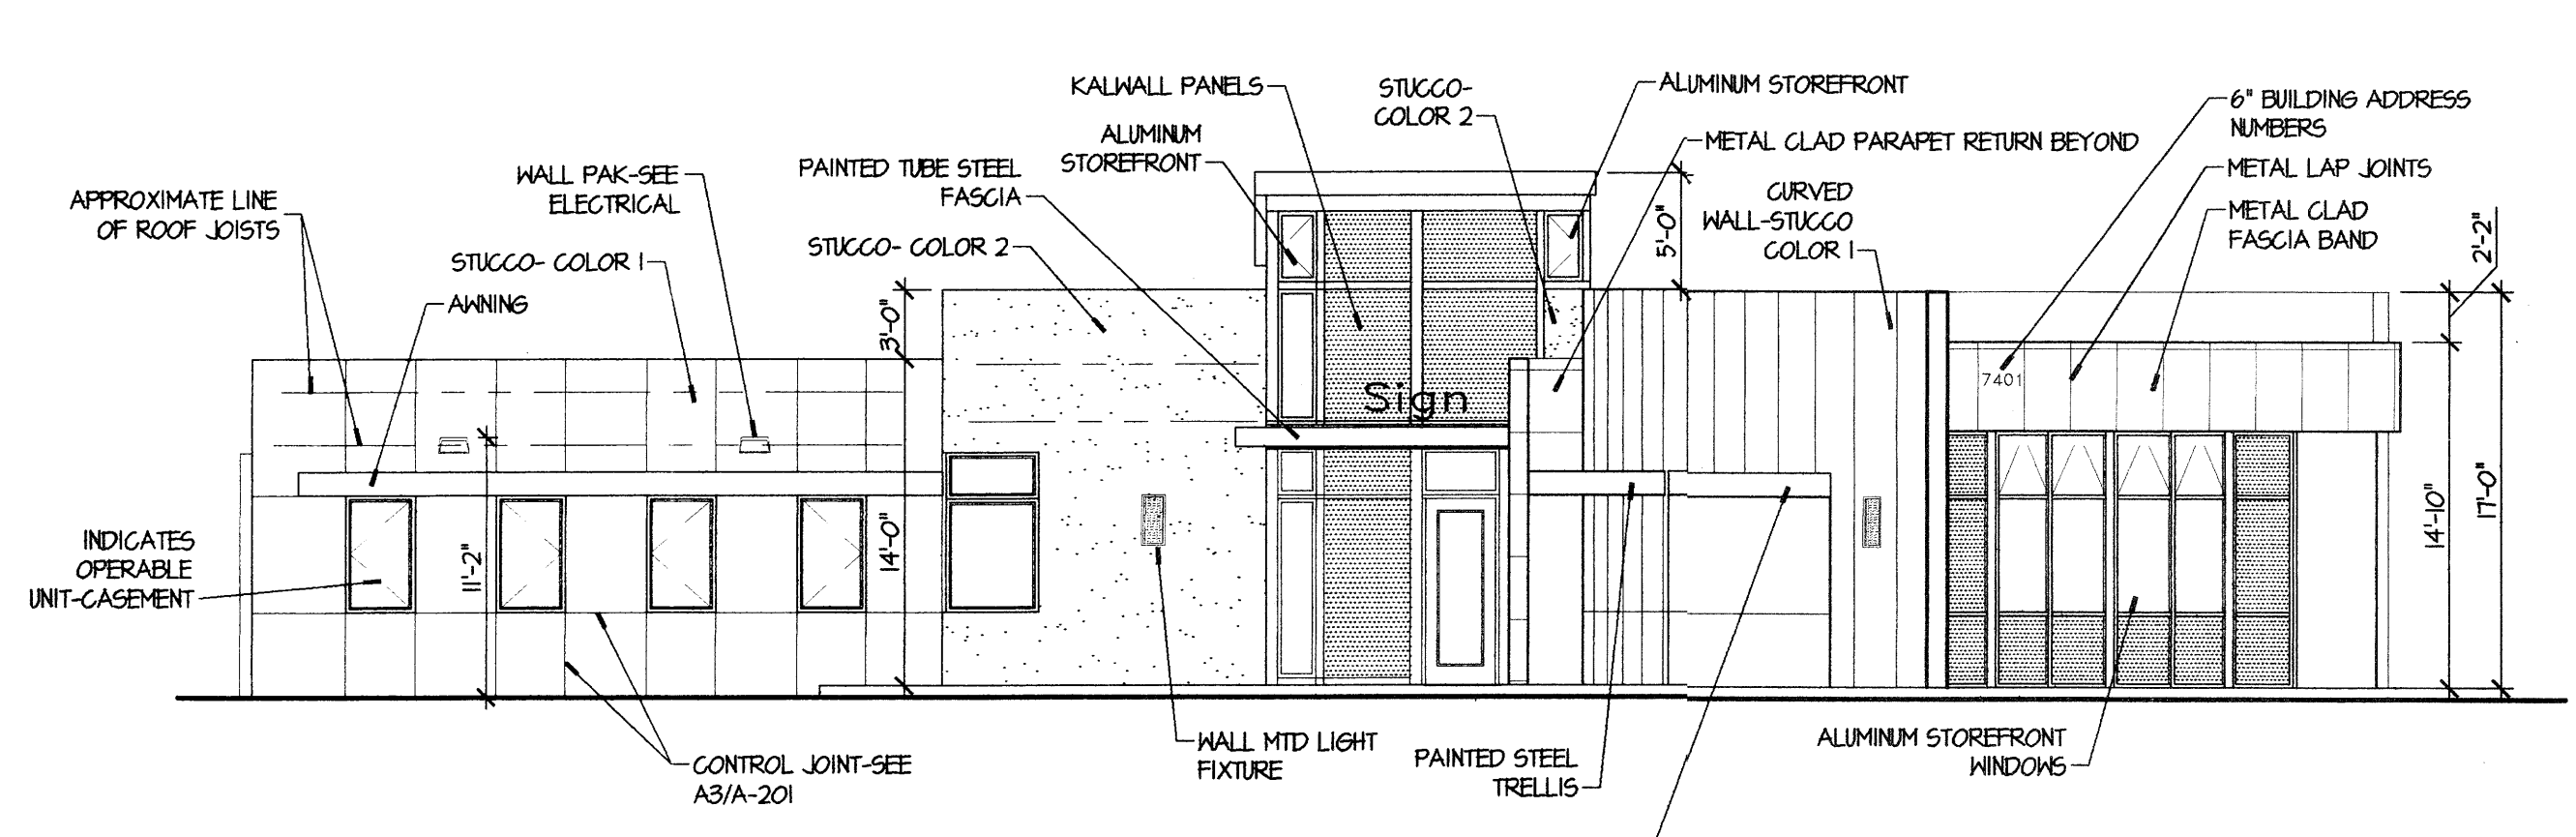 KALWALL PANELS
STUCCO-
COLOR 2
ALUMINUM STOREFRONT
6" BUILDING ADDRESS
NUMBERS
ALUMINUM
STOREFRONT
METAL CLAD PARAPET RETURN BEYOND
PAINTED TUBE STEEL
FASCIA
WALL PAK-SEE
ELECTRICAL
METAL LAP JOINTS
APPROXIMATE LINE
OF ROOF JOISTS
CURVED
WALL-STUCCO
COLOR 1
METAL CLAD
FASCIA BAND
5'-0"
2'-2"
STUCCO- COLOR 2
STUCCO- COLOR 1
AWNING
3'-0"
7401
Sign
INDICATES
OPERABLE
UNIT-CASEMENT
11'-2"
14'-0"
14'-10"
17'-0"
WALL MTD LIGHT
FIXTURE
PAINTED STEEL
TRELLIS
ALUMINUM STOREFRONT
WINDOWS
CONTROL JOINT-SEE
A3/A-201